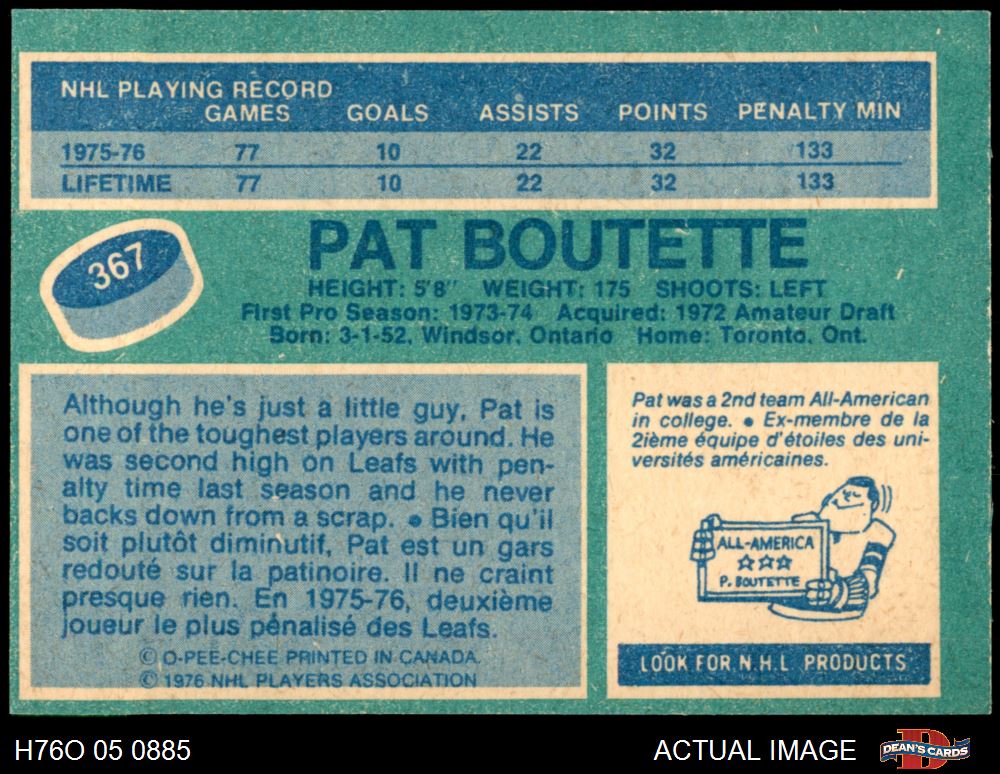 NHL PLAYING RECORD
GAMES GOALS ASSISTS POINTS PENALTY MIN
1975-76 77 10 22 32 133
LIFETIME 77 10 22 32 133
367
PAT BOUTETTE
HEIGHT: 5'8" WEIGHT: 175 SHOOTS: LEFT
First Pro Season: 1973-74 Acquired: 1972 Amateur Draft
Born: 3-1-52, Windsor, Ontario Home: Toronto, Ont.
Although he's just a little guy, Pat is
one of the toughest players around. He
was second high on Leafs with pen-
alty time last season and he never
backs down from a scrap. • Bien qu'il
soit plutôt diminutif, Pat est un gars
redouté sur la patinoire. Il ne craint
presque rien. En 1975-76, deuxième
joueur le plus pénalisé des Leafs.
© O-PEE-CHEE PRINTED IN CANADA
© 1976 NHL PLAYERS ASSOCIATION
Pat was a 2nd team All-American
in college. • Ex-membre de la
2ième équipe d'étoiles des uni-
versités américaines.
ALL-AMERICA
P. BOUTETTE
LOOK FOR N.H.L PRODUCTS
H76O 05 0885
ACTUAL IMAGE
DEAN'S CARDS